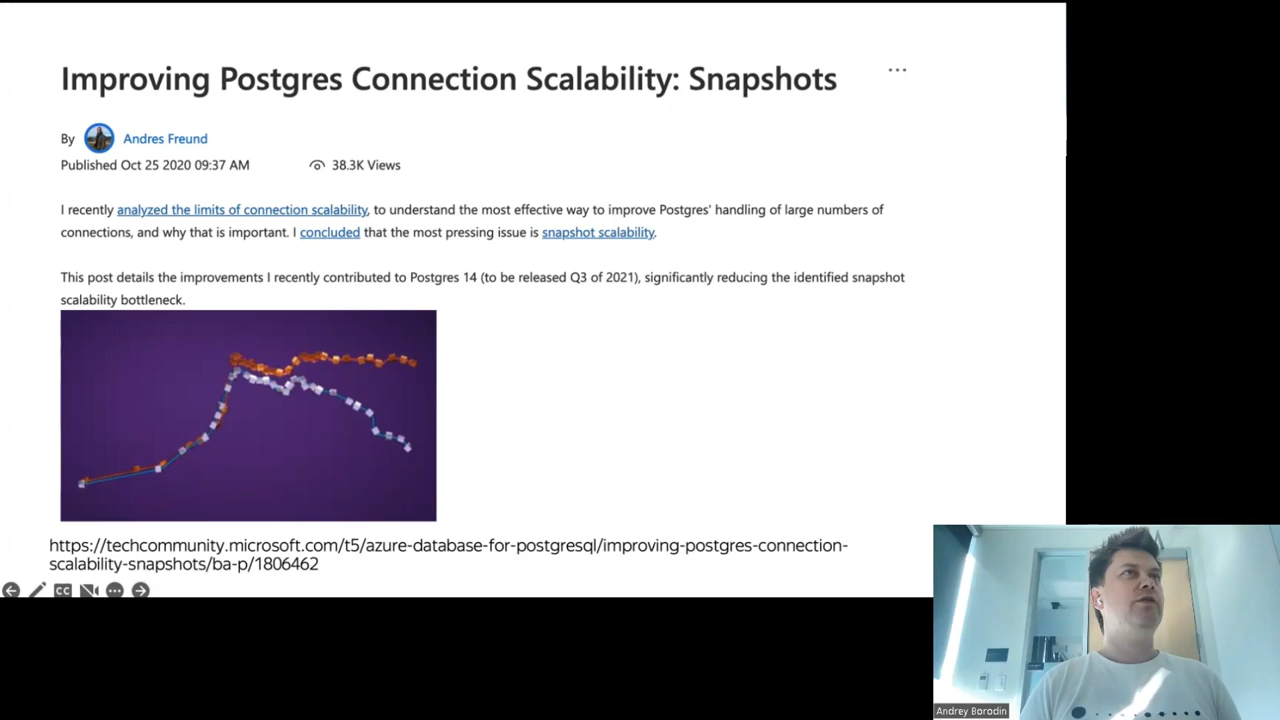 Improving Postgres Connection Scalability: Snapshots
...
By Andres Freund
Published Oct 25 2020 09:37 AM 38.3K Views
I recently analyzed the limits of connection scalability, to understand the most effective way to improve Postgres' handling of large numbers of
connections, and why that is important. I concluded that the most pressing issue is snapshot scalability.
This post details the improvements I recently contributed to Postgres 14 (to be released Q3 of 2021), significantly reducing the identified snapshot
scalability bottleneck.
https://techcommunity.microsoft.com/t5/azure-database-for-postgresql/improving-postgres-connection-
scalability-snapshots/ba-p/1806462
CC
Andrey Borodin